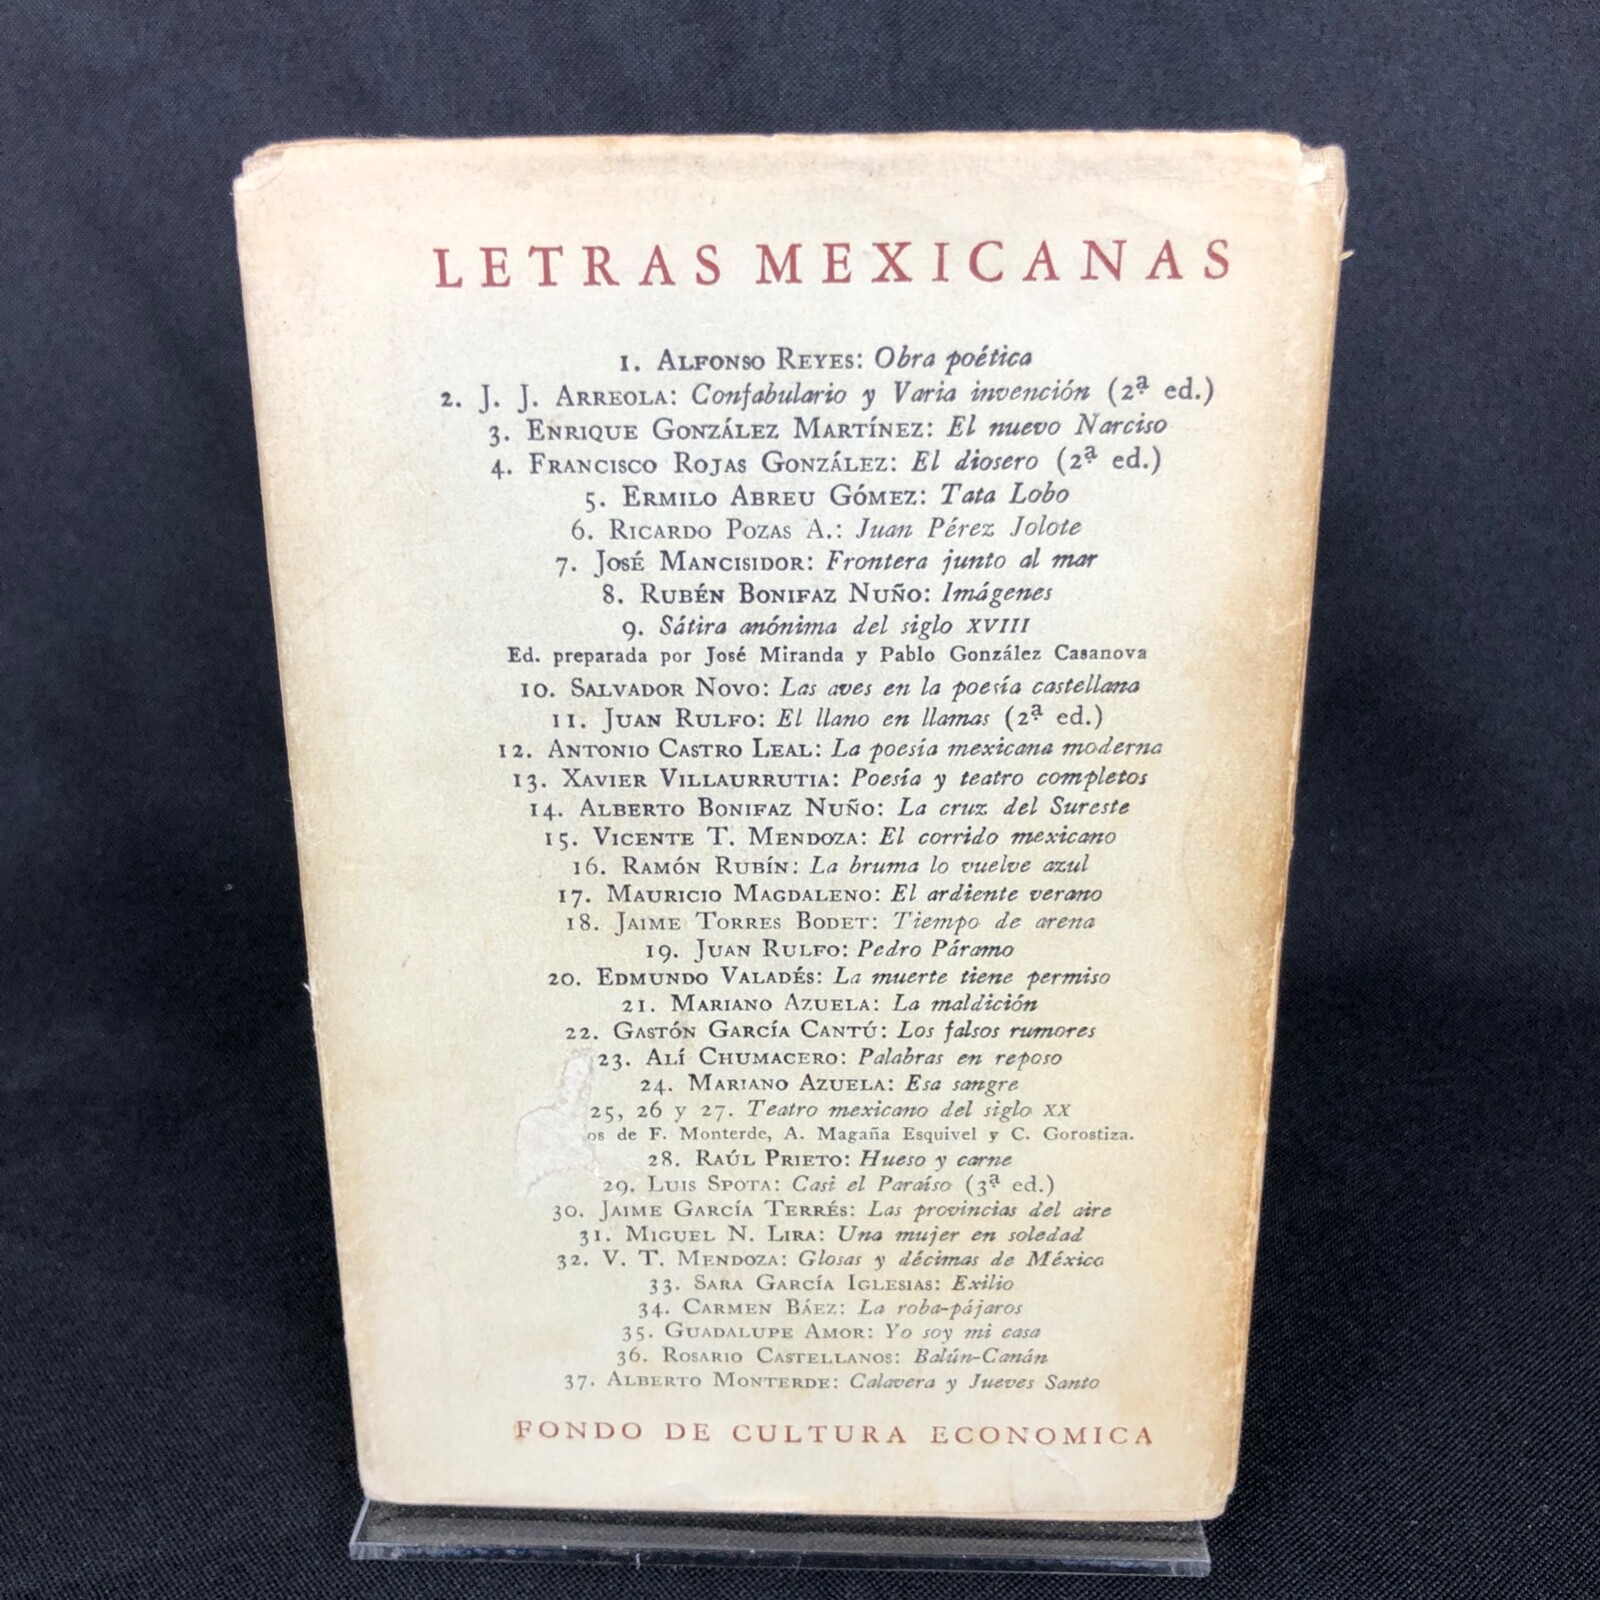 LETRAS MEXICANAS
1. ALFONSO REYES: Obra poética
2. J. J. ARREOLA: Confabulario y Varia invención (2ª ed.)
3. ENRIQUE GONZÁLEZ MARTÍNEZ: El nuevo Narciso
4. FRANCISCO ROJAS GONZÁLEZ: El diosero (2ª ed.)
5. ERMILO ABREU GÓMEZ: Tata Lobo
6. RICARDO POZAS A.: Juan Pérez Jolote
7. JOSÉ MANCISIDOR: Frontera junto al mar
8. RUBÉN BONIFAZ NUÑO: Imágenes
9. Sátira anónima del siglo XVIII
Ed. preparada por José Miranda y Pablo González Casanova
10. SALVADOR NOVO: Las aves en la poesía castellana
11. JUAN RULFO: El llano en llamas (2ª ed.)
12. ANTONIO CASTRO LEAL: La poesía mexicana moderna
13. XAVIER VILLAURRUTIA: Poesía y teatro completos
14. ALBERTO BONIFAZ NUÑO: La cruz del Sureste
15. VICENTE T. MENDOZA: El corrido mexicano
16. RAMÓN RUBÍN: La bruma lo vuelve azul
17. MAURICIO MAGDALENO: El ardiente verano
18. JAIME TORRES BODET: Tiempo de arena
19. JUAN RULFO: Pedro Páramo
20. EDMUNDO VALADÉS: La muerte tiene permiso
21. MARIANO AZUELA: La maldición
22. GASTÓN GARCÍA CANTÚ: Los falsos rumores
23. ALÍ CHUMACERO: Palabras en reposo
24. MARIANO AZUELA: Esa sangre
25, 26 y 27. Teatro mexicano del siglo XX
os de F. Monterde, A. Magaña Esquivel y C. Gorostiza.
28. RAÚL PRIETO: Hueso y carne
29. LUIS SPOTA: Casi el Paraíso (3ª ed.)
30. JAIME GARCÍA TERRÉS: Las provincias del aire
31. MIGUEL N. LIRA: Una mujer en soledad
32. V. T. MENDOZA: Glosas y décimas de México
33. SARA GARCÍA IGLESIAS: Exilio
34. CARMEN BÁEZ: La roba-pájaros
35. GUADALUPE AMOR: Yo soy mi casa
36. ROSARIO CASTELLANOS: Balún-Canán
37. ALBERTO MONTERDE: Calavera y Jueves Santo
FONDO DE CULTURA ECONOMICA